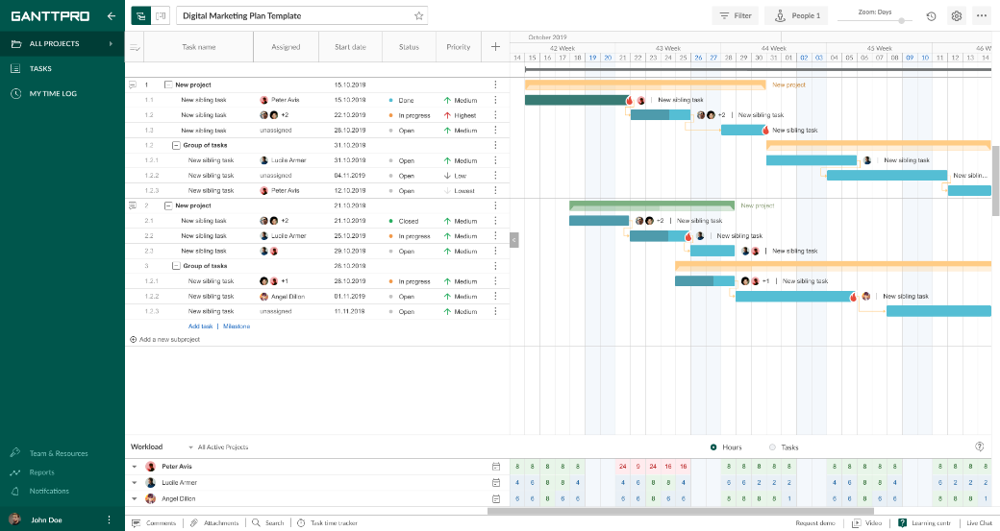 GANTTPRO
ALL PROJECTS
TASKS
MY TIME LOG
Team & Resources
Reports
Notifcations
John Doe
Digital Marketing Plan Template
Filter
People 1
Zoom: Days
Task name Assigned Start date Status Priority
October 2019
42 Week 43 Week 44 Week 45 Week 46 W
14 15 16 17 18 19 20 21 22 23 24 25 26 27 28 29 30 31 01 02 03 04 05 06 07 08 09 10 11 12 13 14
1 New project 15.10.2019 New project
1.1 New sibling task Peter Avis 15.10.2019 Done Medium New sibling task
1.2 New sibling task +2 22.10.2019 In progress Highest +2 New sibling task
1.3 New sibling task unassigned 28.10.2019 Open Medium New sibling task
1.2 Group of tasks 31.10.2019
1.2.1 New sibling task Lucile Armer 31.10.2019 Open Medium New sibling task
1.2.2 New sibling task unassigned 04.11.2019 Open Low New siblin...
1.2.3 New sibling task Peter Avis 12.10.2019 Open Lowest
2 New project 21.10.2019 New project
2.1 New sibling task +2 21.10.2019 Closed Medium +2 New sibling task
2.2 New sibling task Lucile Armer 25.10.2019 In progress Medium New sibling task
2.3 New sibling task 29.10.2019 Open Medium New sibling task
3 Group of tasks 28.10.2019
1.2.1 New sibling task +1 28.10.2019 In progress Medium +1 New sibling task
1.2.2 New sibling task Angel Dillon 01.11.2019 Open Medium New sibling task
1.2.3 New sibling task unassigned 11.11.2019 Open Medium
Add task | Milestone
Add a new subproject
Workload All Active Projects Hours Tasks
Peter Avis 8 8 8 8 8 24 9 24 16 16 8 8 8 8 8 8 8 8 8 8 8 8 8 8
Lucile Armer 4 6 8 8 4 4 6 8 8 4 6 6 2 2 2 4 6 8 8 4 6 2 2 2
Angel Dillon 6 6 8 6 6 6 6 8 6 6 8 8 8 8 1 6 6 8 6 6 8 8 8 1
Comments Attachments Search Task time tracker Request demo Video Learning centr Live Chat